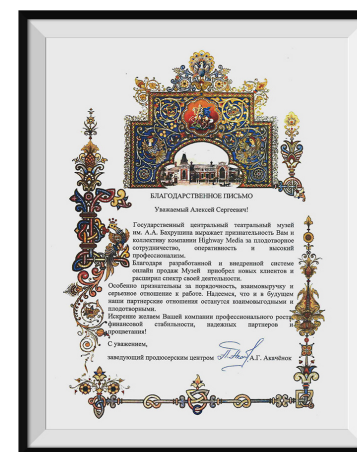 БЛАГОДАРСТВЕННОЕ ПИСЬМО
Уважаемый Алексей Сергеевич!
Государственный центральный театральный музей
им. А.А. Бахрушина выражает признательность Вам и
коллективу компании Highway Media за плодотворное
сотрудничество, оперативность и высокий
профессионализм.
Благодаря разработанной и внедренной системе
онлайн продаж Музей приобрел новых клиентов и
расширил спектр своей деятельности.
Особенно признательны за порядочность, взаимовыручку и
серьезное отношение к работе. Надеемся, что и в будущем
наши партнерские отношения останутся взаимовыгодными и
плодотворными.
Искренне желаем Вашей компании профессионального роста,
финансовой стабильности, надежных партнеров и
процветания!
С уважением,
заведующий продюсерским центром А.Г. Акачёнок